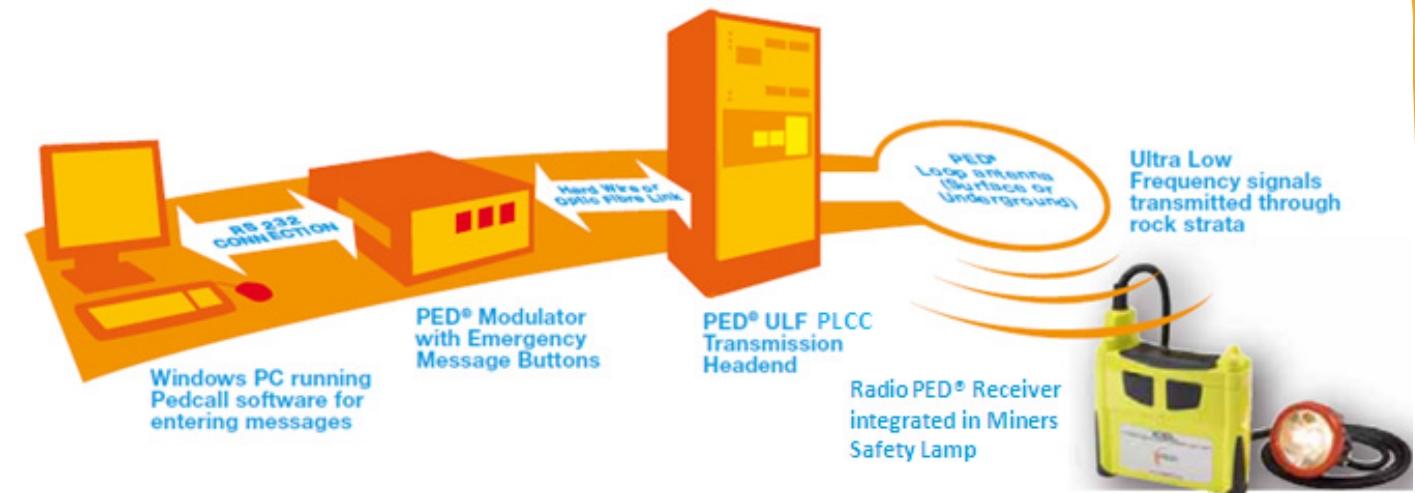 RS 232
CONNECTION
Hard Wire or
Optic Fibre Link
PED®
Loop antenna
(Surface or
Underground)
Ultra Low
Frequency signals
transmitted through
rock strata
PED® Modulator
with Emergency
Message Buttons
PED® ULF PLCC
Transmission
Headend
Windows PC running
Pedcall software for
entering messages
Radio PED® Receiver
integrated in Miners
Safety Lamp